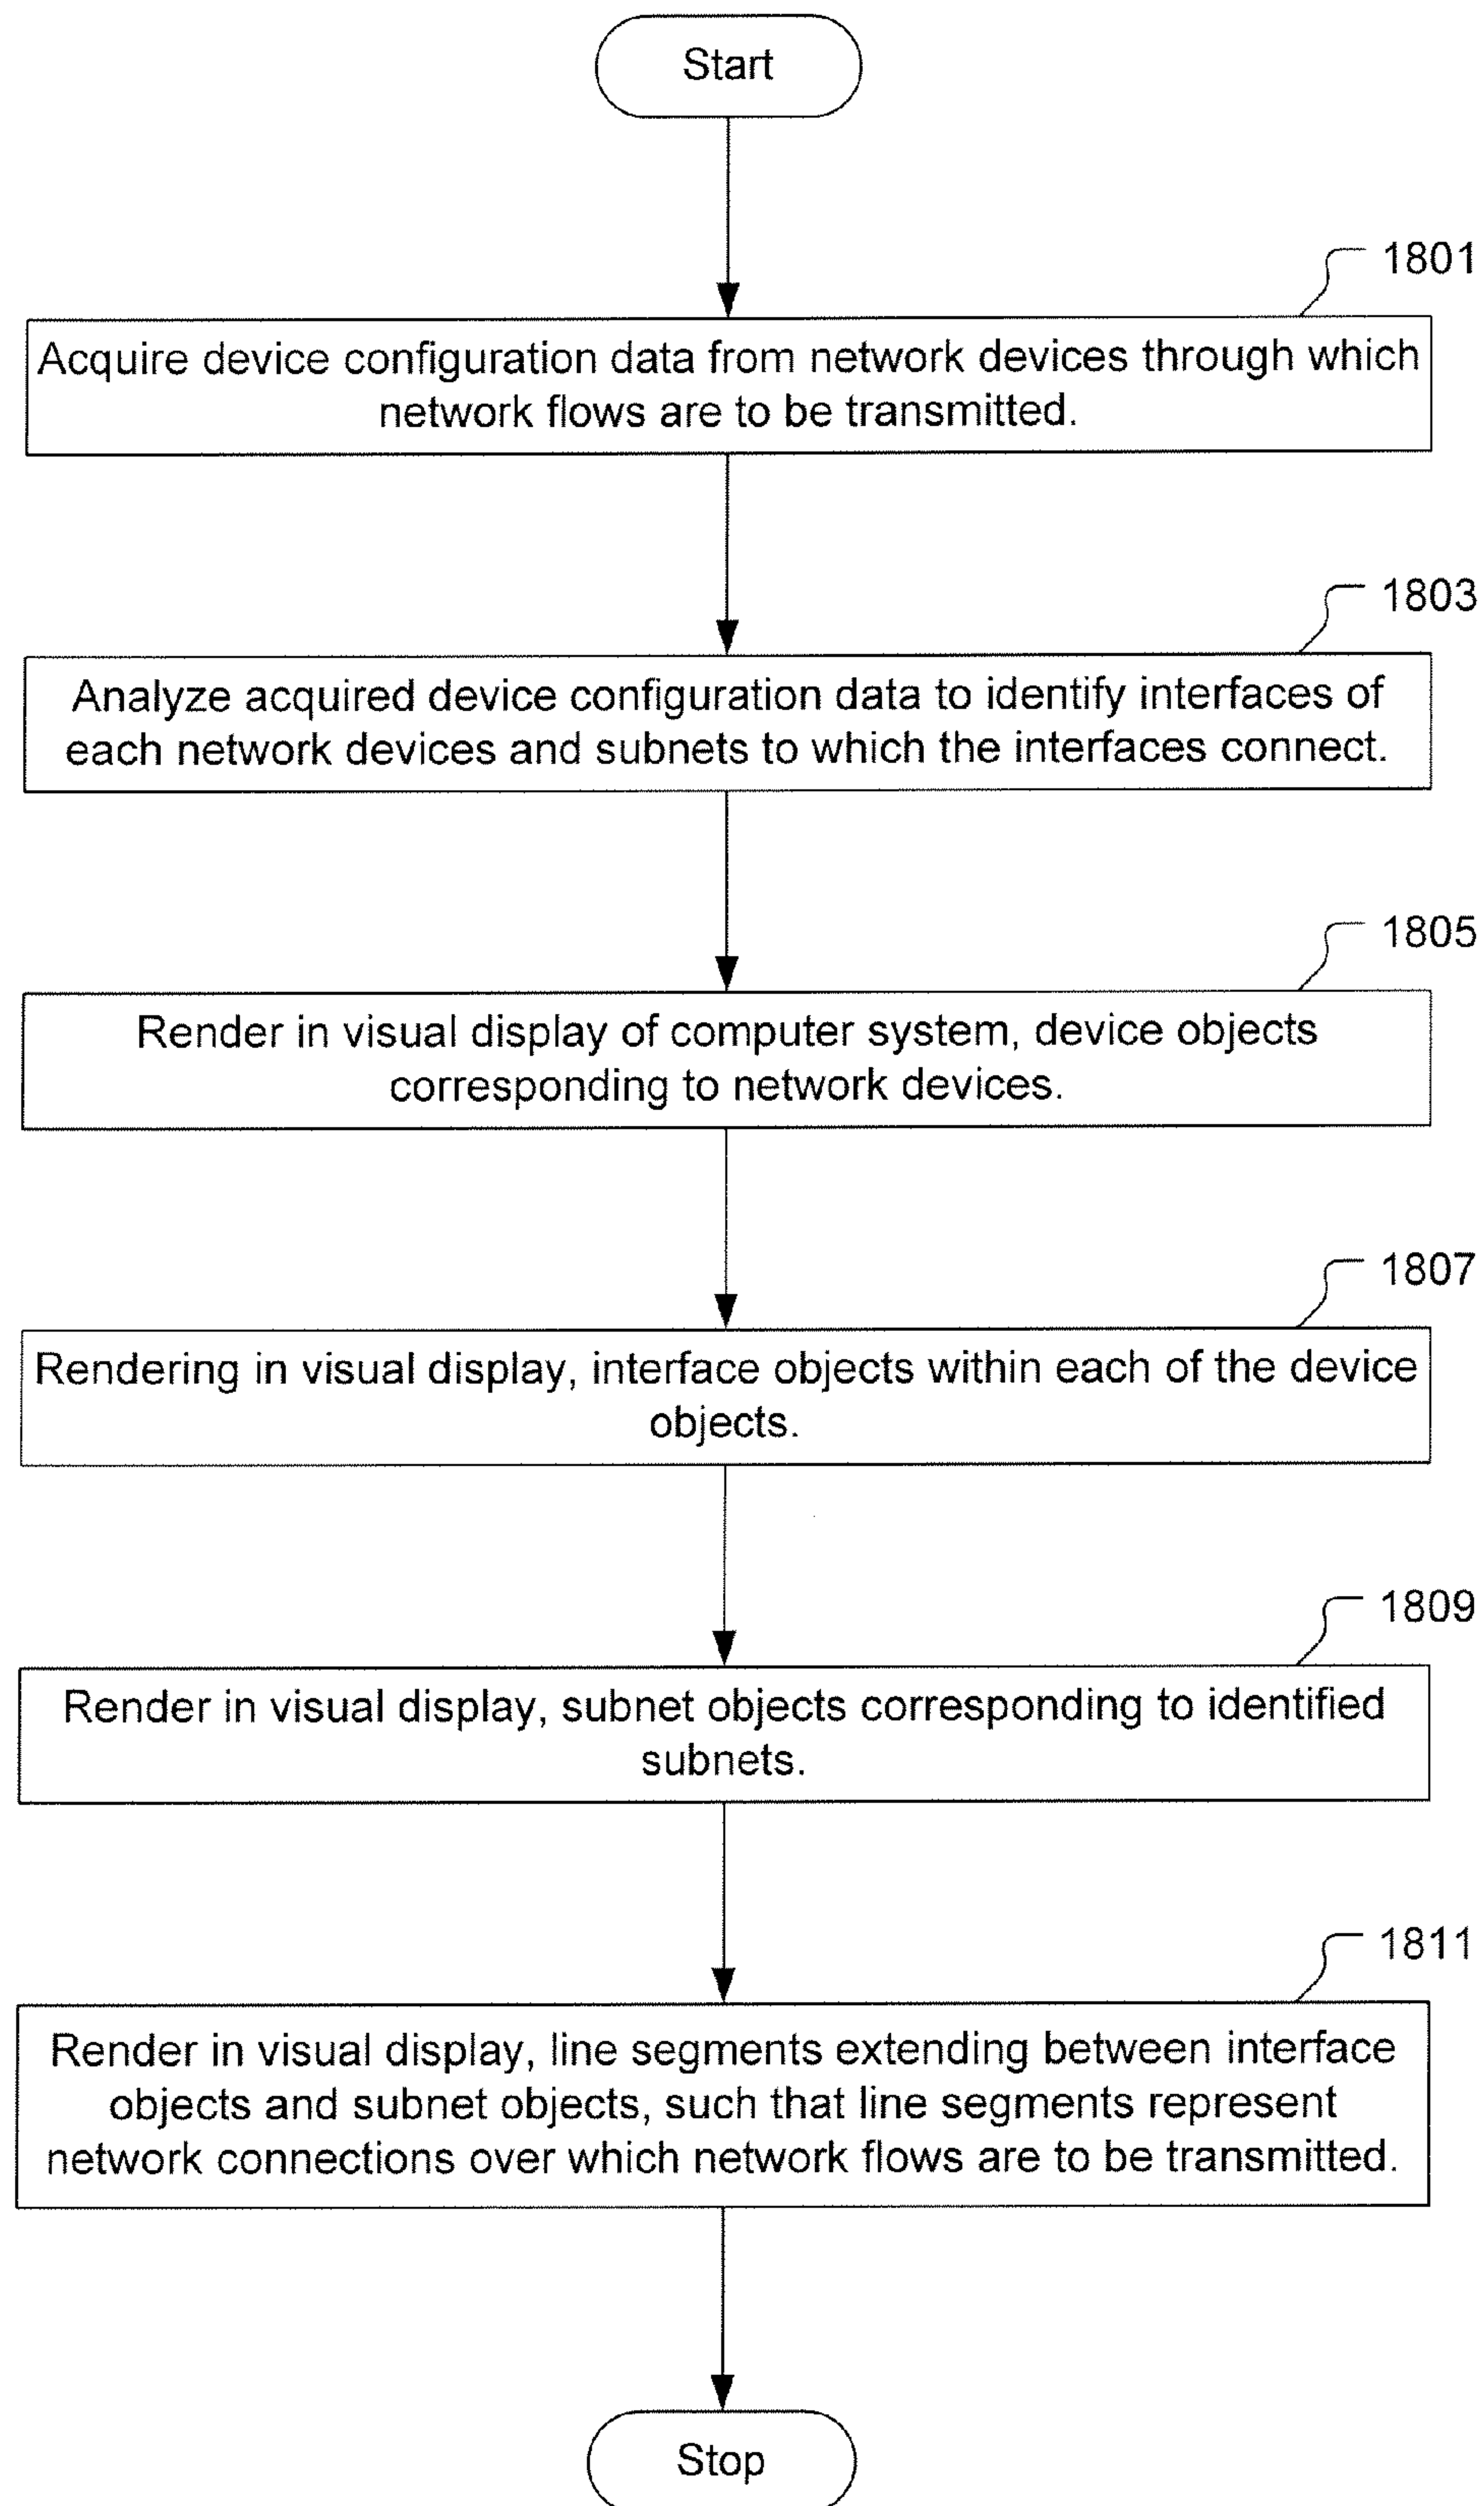 Start
1801
Acquire device configuration data from network devices through which
network flows are to be transmitted.
1803
Analyze acquired device configuration data to identify interfaces of
each network devices and subnets to which the interfaces connect.
1805
Render in visual display of computer system, device objects
corresponding to network devices.
1807
Rendering in visual display, interface objects within each of the device
objects.
1809
Render in visual display, subnet objects corresponding to identified
subnets.
1811
Render in visual display, line segments extending between interface
objects and subnet objects, such that line segments represent
network connections over which network flows are to be transmitted.
Stop